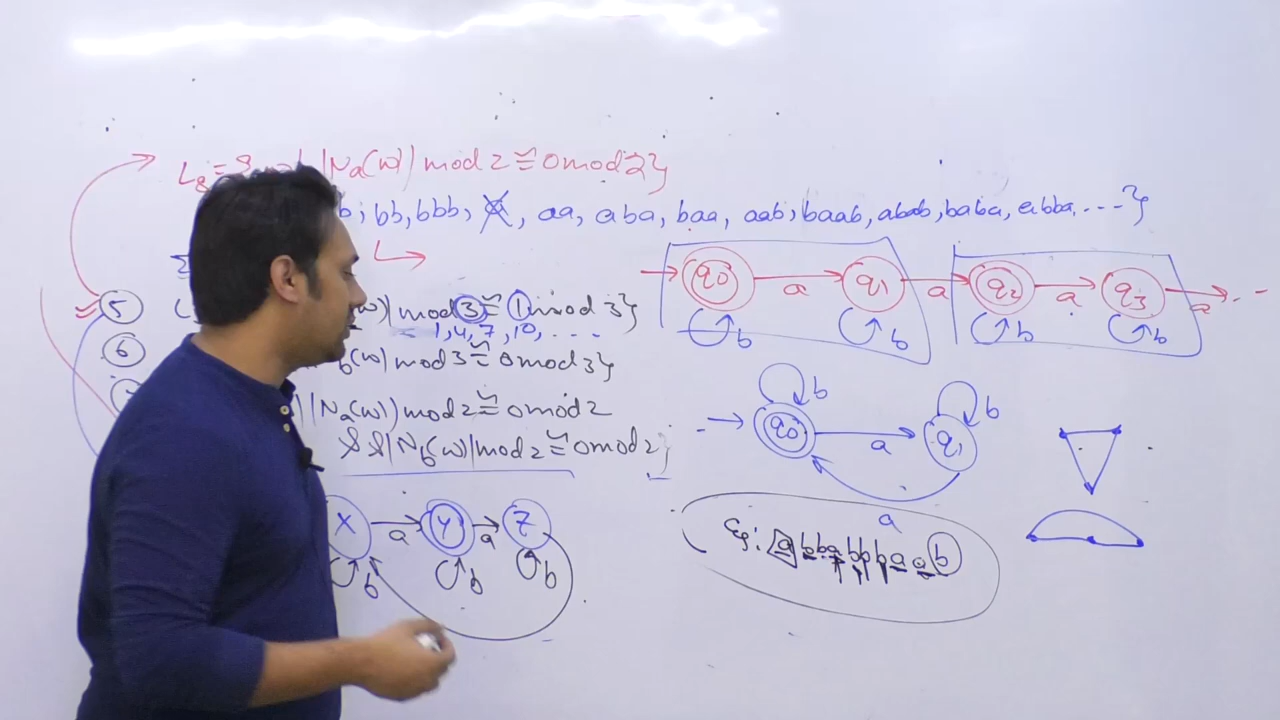 L8 = |Na(w)| mod 2 ≅ 0 mod 2}
b, bb, bbb, aa, aba, baa, aab, baab, abab, baba, abba, ....}
Σ
q0 a q1 a q2 a q3 a ...
b b b b
5 w)| mod 3 ≅ 1 mod 3}
= 1, 4, 7, 10, ....
6 b(w) mod 3 ≅ 0 mod 3}
|Na(w)| mod 2 ≅ 0 mod 2
&& |Nb(w)| mod 2 ≅ 0 mod 2}
b b
q0 a q1
a
X a Y a Z
b b b
Eg: abbabbbaab